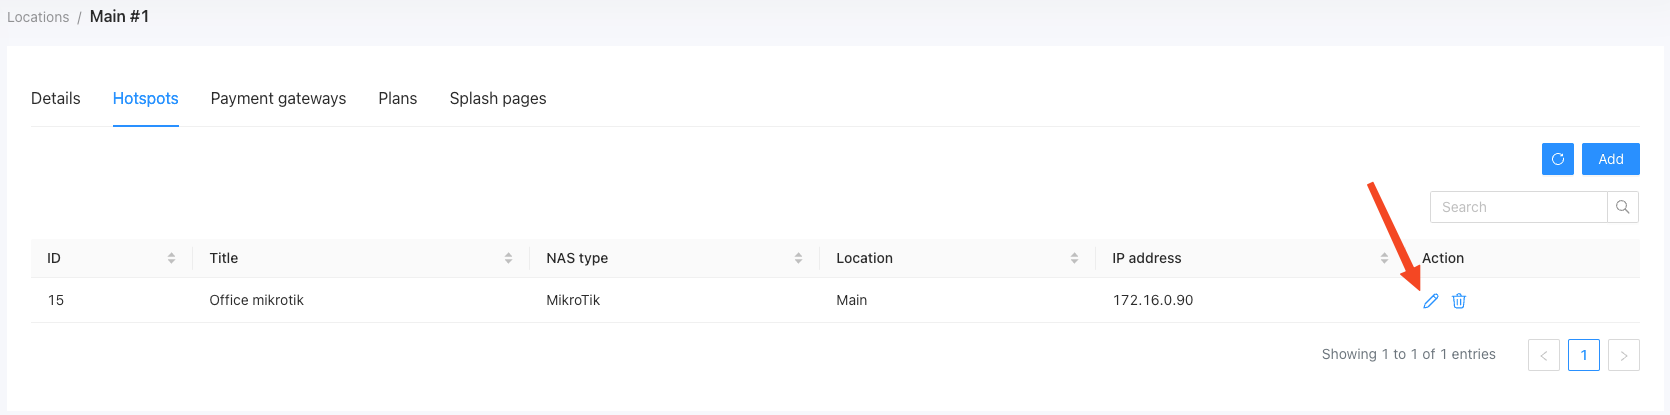 Locations / Main #1
Details Hotspots Payment gateways Plans Splash pages
Add
Search
ID Title NAS type Location IP address Action
15 Office mikrotik MikroTik Main 172.16.0.90
Showing 1 to 1 of 1 entries < 1 >